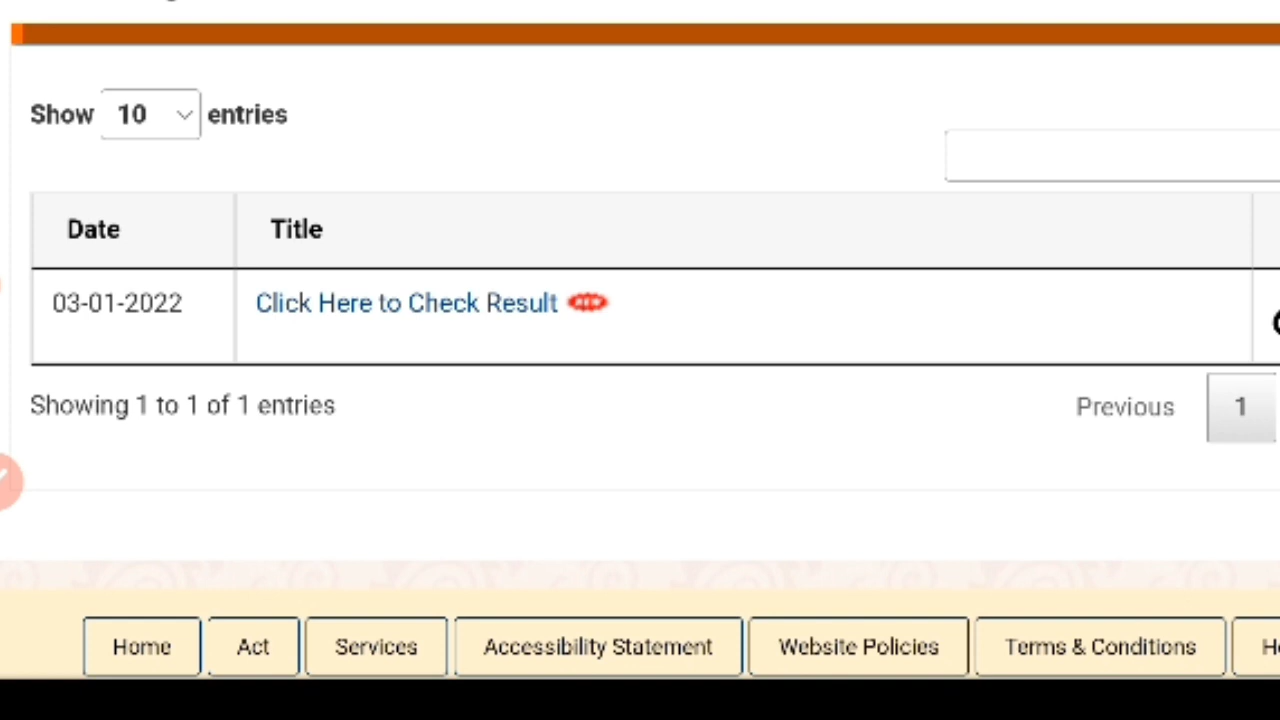 Show 10 entries
Date Title
03-01-2022 Click Here to Check Result
Showing 1 to 1 of 1 entries Previous 1
Home Act Services Accessibility Statement Website Policies Terms & Conditions